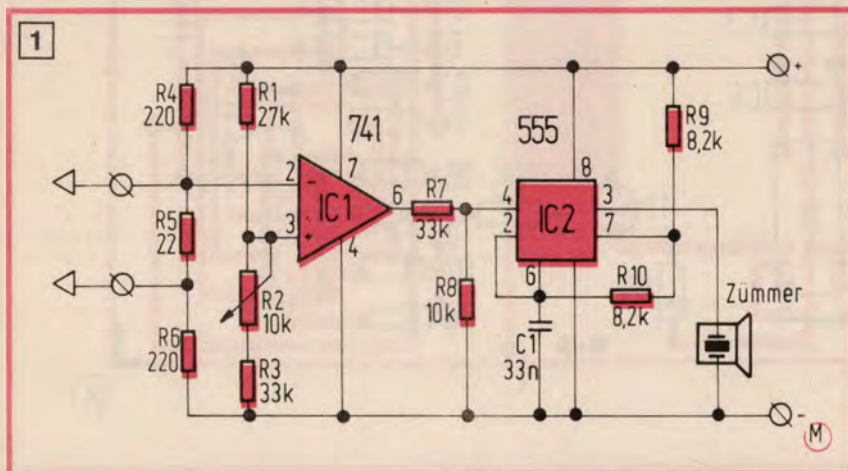 1
+
R4
220
R1
27k
741
555
R9
8,2k
7
8
2
-
IC1
6
R7
33k
4
IC2
3
R5
22
3
+
4
2
7
6
R10
8,2k
Zümmer
R2
10k
R8
10k
C1
33n
R6
220
R3
33k
-
M